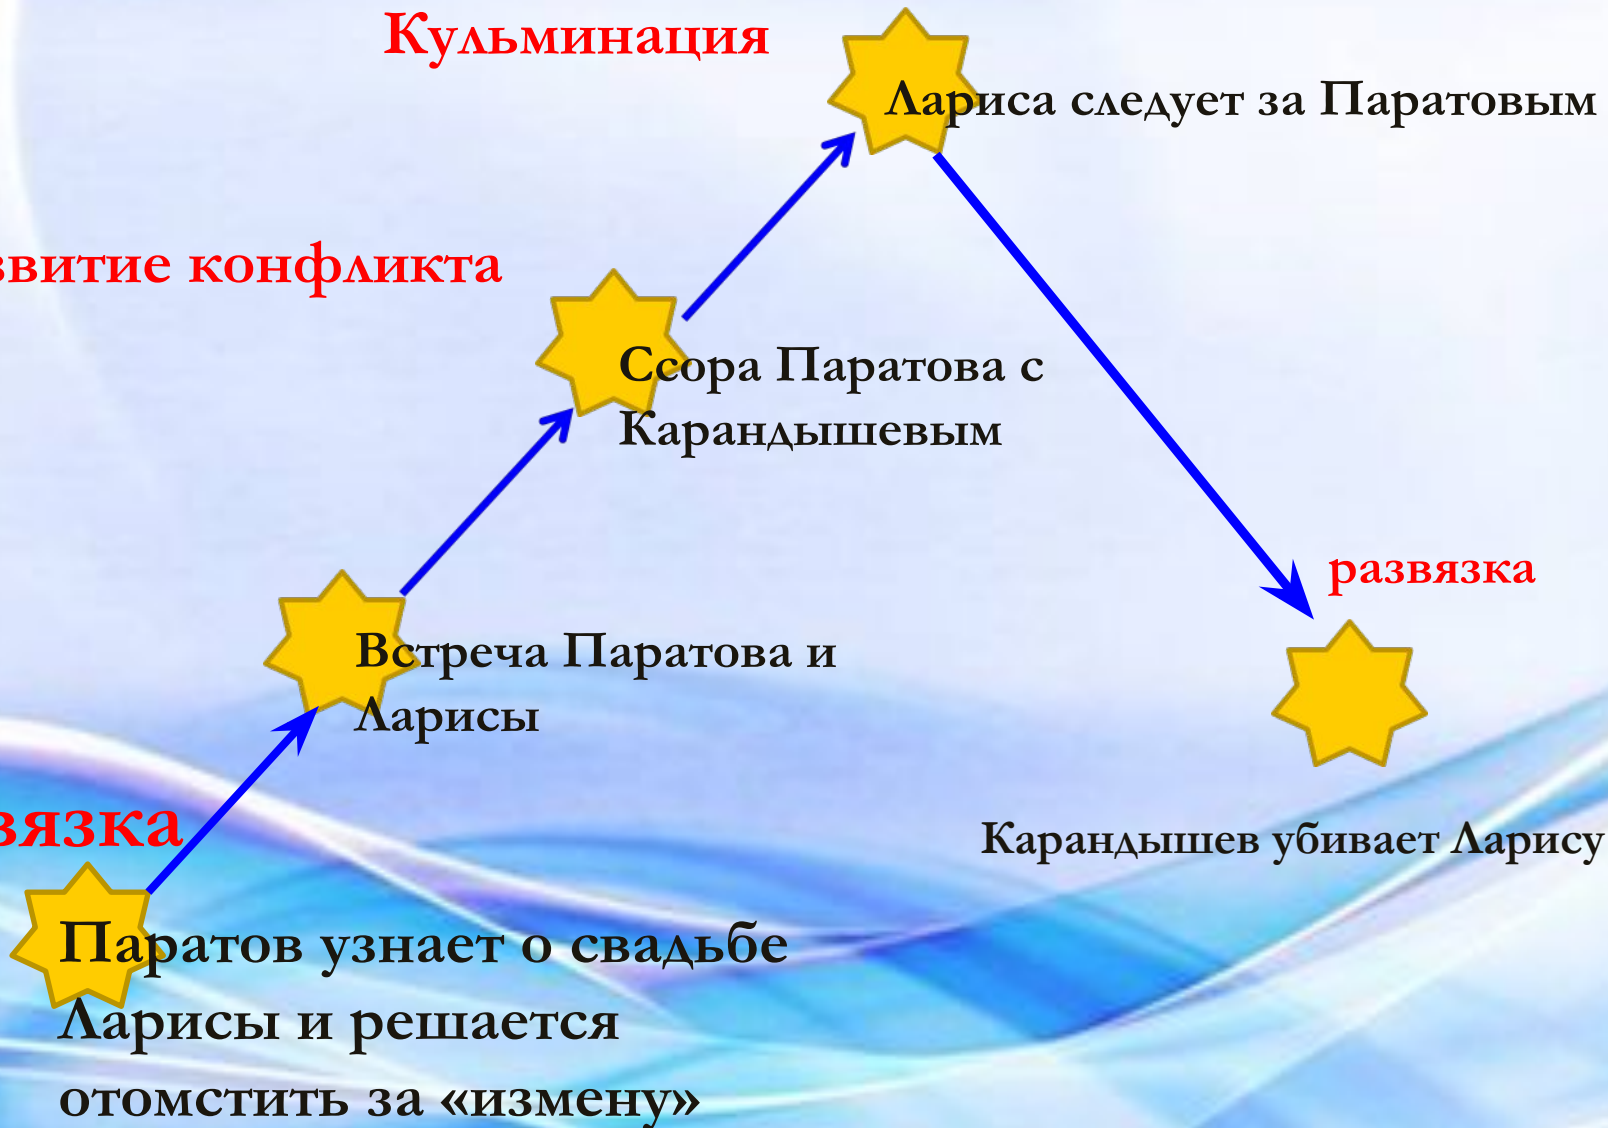 Кульминация
Лариса следует за Паратовым
звитие конфликта
Ссора Паратова с
Карандышевым
развязка
Встреча Паратова и
Ларисы
вязка
Карандышев убивает Ларису
Паратов узнает о свадьбе
Ларисы и решается
отомстить за «измену»